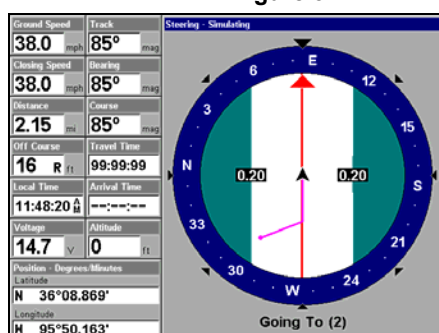 Ground Speed
38.0 mph
Track
85° mag
Closing Speed
38.0 mph
Bearing
85° mag
Distance
2.15 mi
Course
85° mag
Off Course
16 R ft
Travel Time
99:99:99
Local Time
11:48:20 AM
Arrival Time
--:--:--
Voltage
14.7 V
Altitude
0 ft
Position - Degrees/Minutes
Latitude
N 36°08.869'
Longitude
W 95°50.163'
Steering - Simulating
E
12
15
S
21
24
W
30
33
N
3
6
0.20
0.20
Going To (2)